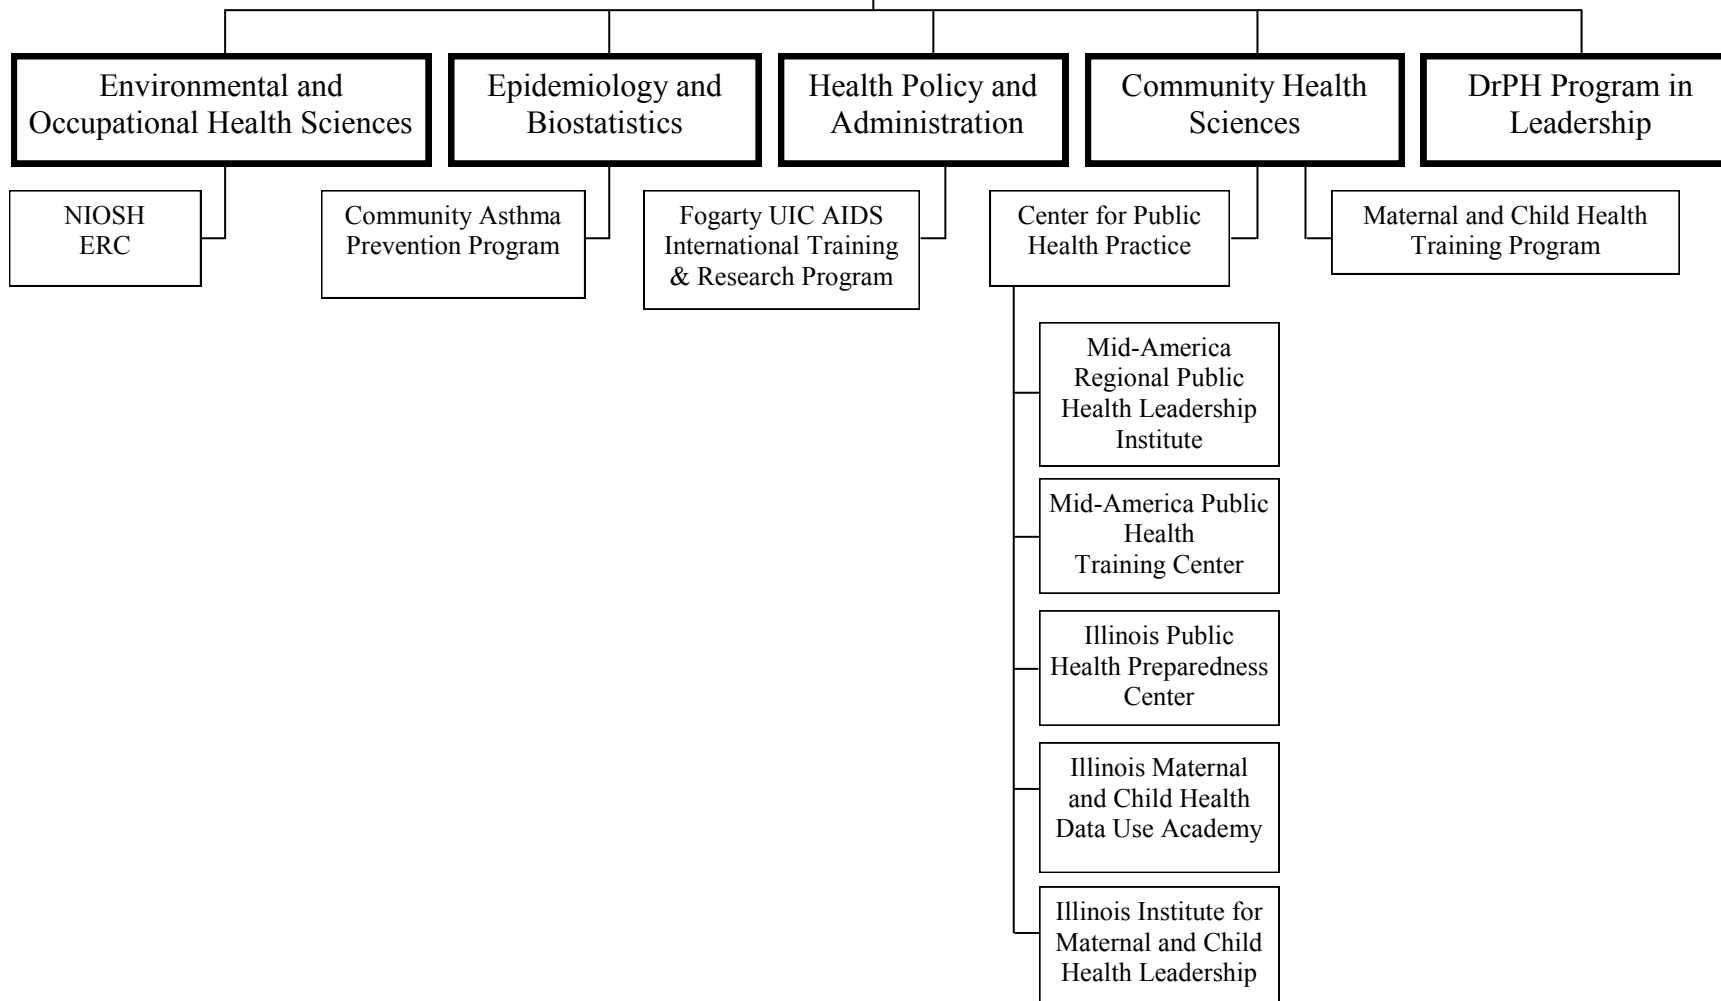 Environmental and
Occupational Health Sciences
Epidemiology and
Biostatistics
Health Policy and
Administration
Community Health
Sciences
DrPH Program in
Leadership
NIOSH
ERC
Community Asthma
Prevention Program
Fogarty UIC AIDS
International Training
& Research Program
Center for Public
Health Practice
Maternal and Child Health
Training Program
Mid-America
Regional Public
Health Leadership
Institute
Mid-America Public
Health
Training Center
Illinois Public
Health Preparedness
Center
Illinois Maternal
and Child Health
Data Use Academy
Illinois Institute for
Maternal and Child
Health Leadership